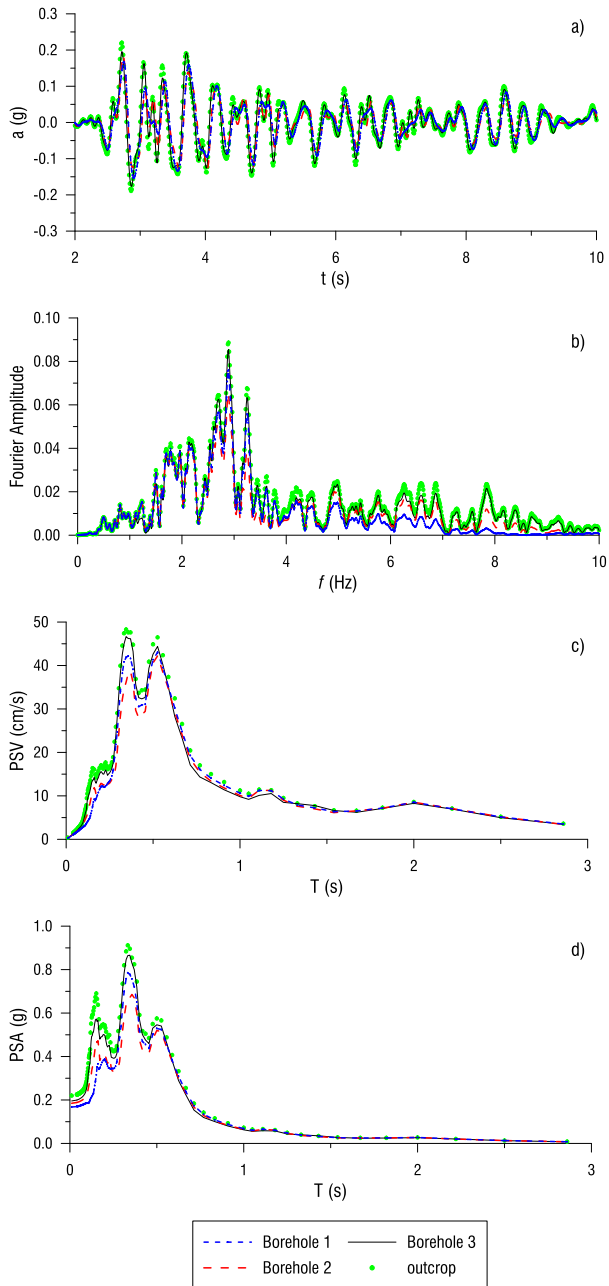 a)
a (g)
0.3
0.2
0.1
0.0
-0.1
-0.2
-0.3
2 4 6 8 10
t (s)
b)
Fourier Amplitude
0.10
0.08
0.06
0.04
0.02
0.00
0 2 4 6 8 10
f (Hz)
c)
PSV (cm/s)
50
40
30
20
10
0
0 1 2 3
T (s)
d)
PSA (g)
1.0
0.8
0.6
0.4
0.2
0.0
0 1 2 3
T (s)
Borehole 1 Borehole 3
Borehole 2 outcrop